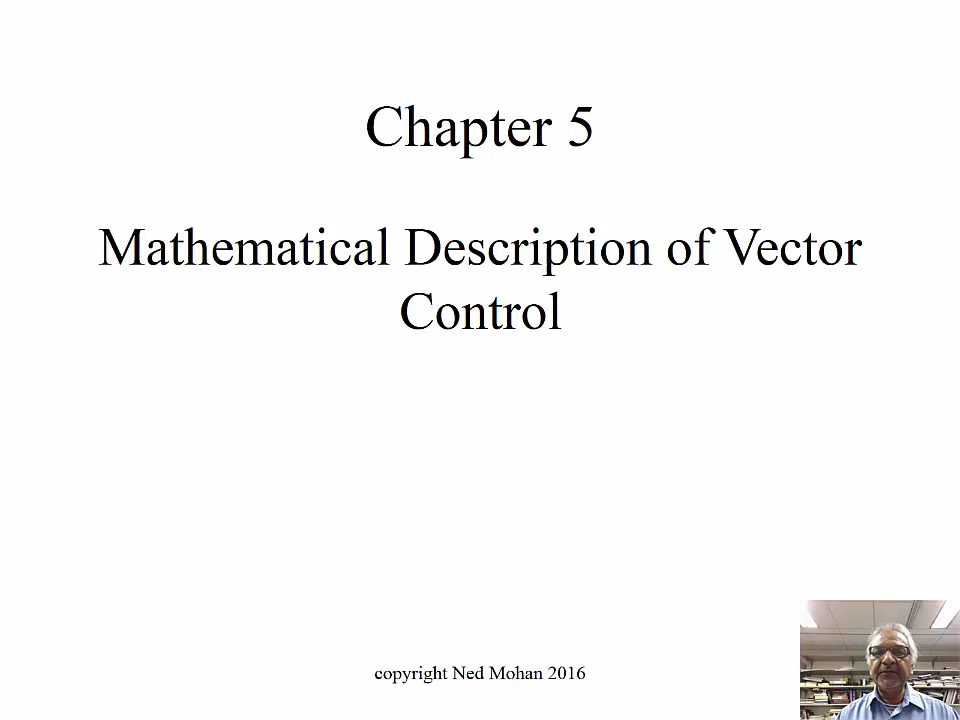 Chapter 5
Mathematical Description of Vector
Control
copyright Ned Mohan 2016